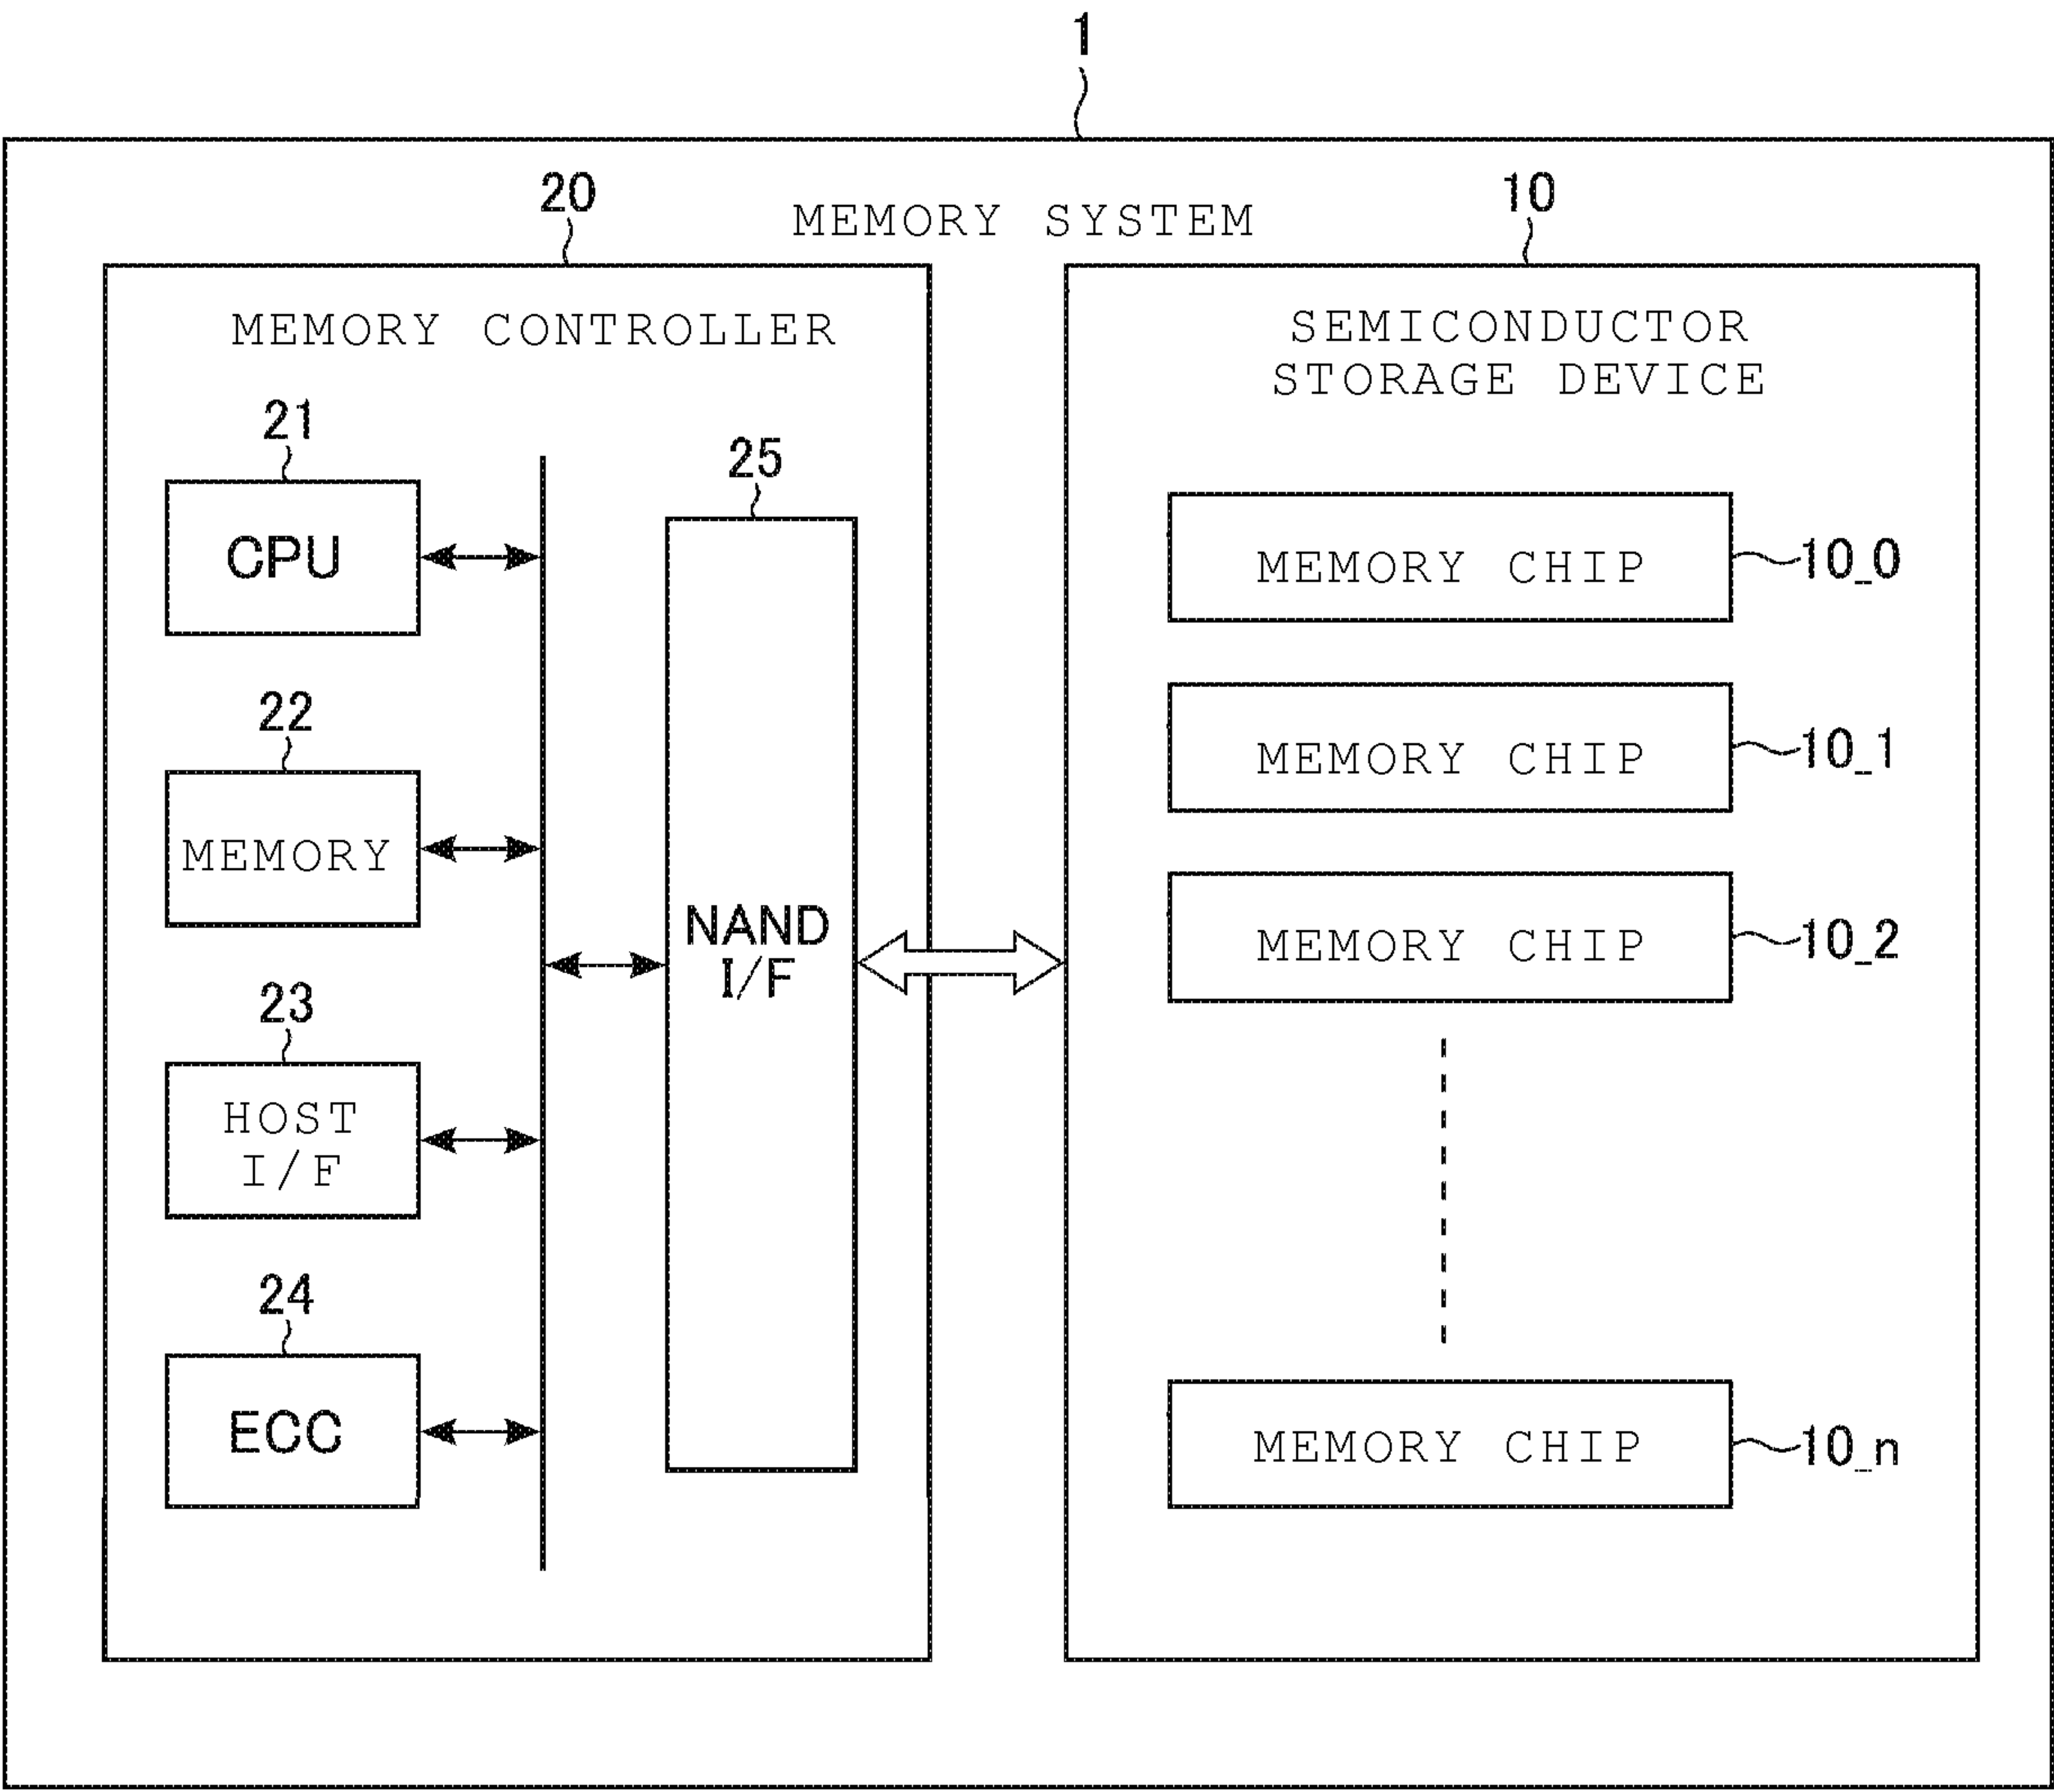 1
MEMORY SYSTEM
20
MEMORY CONTROLLER
21
CPU
22
MEMORY
23
HOST
I/F
24
ECC
25
NAND
I/F
10
SEMICONDUCTOR
STORAGE DEVICE
MEMORY CHIP 10_0
MEMORY CHIP 10_1
MEMORY CHIP 10_2
MEMORY CHIP 10_n